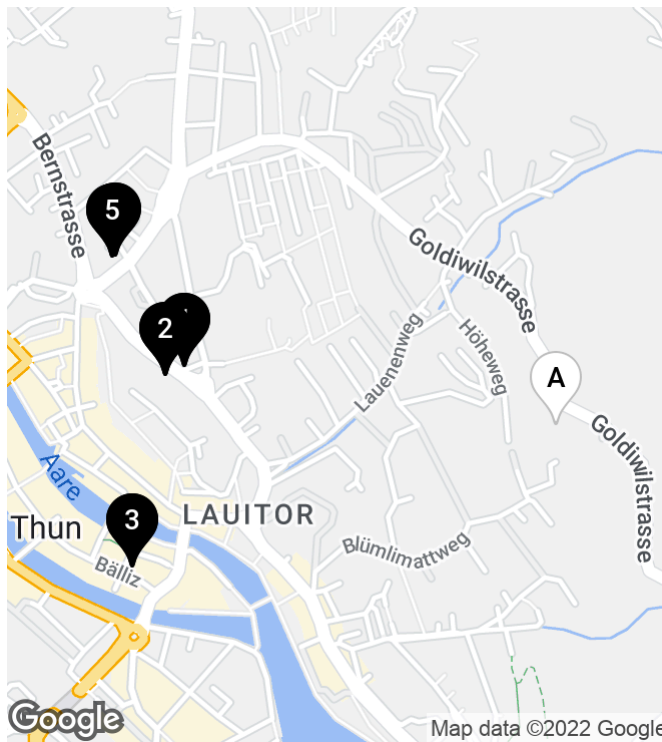 Bernstrasse
5
Goldiwilstrasse
2
Lauenenweg
Höheweg
A
Goldiwilstrasse
Aare
Thun
3
LAUITOR
Bälliz
Blümlimattweg
Google
Map data ©2022 Google